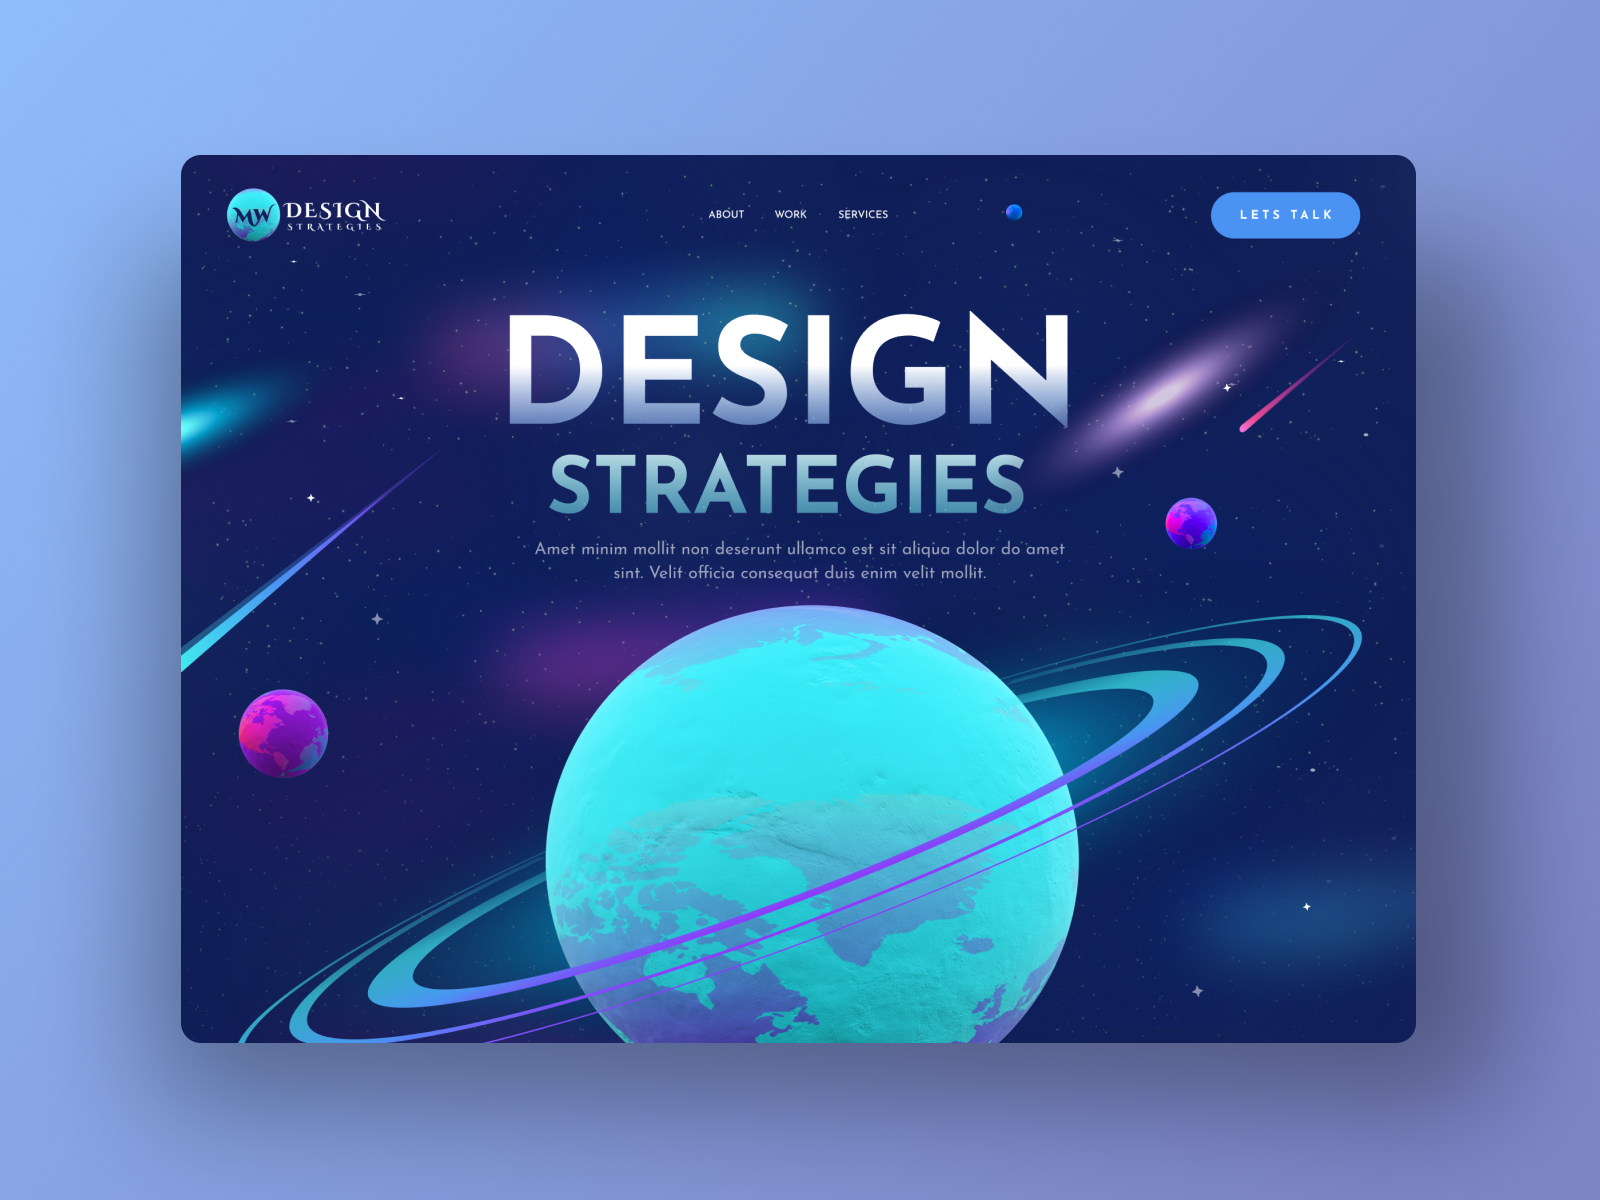 MW DESIGN
STRATEGIES
ABOUT WORK SERVICES
LETS TALK
DESIGN
STRATEGIES
Amet minim mollit non deserunt ullamco est sit aliqua dolor do amet
sint. Velit officia consequat duis enim velit mollit.